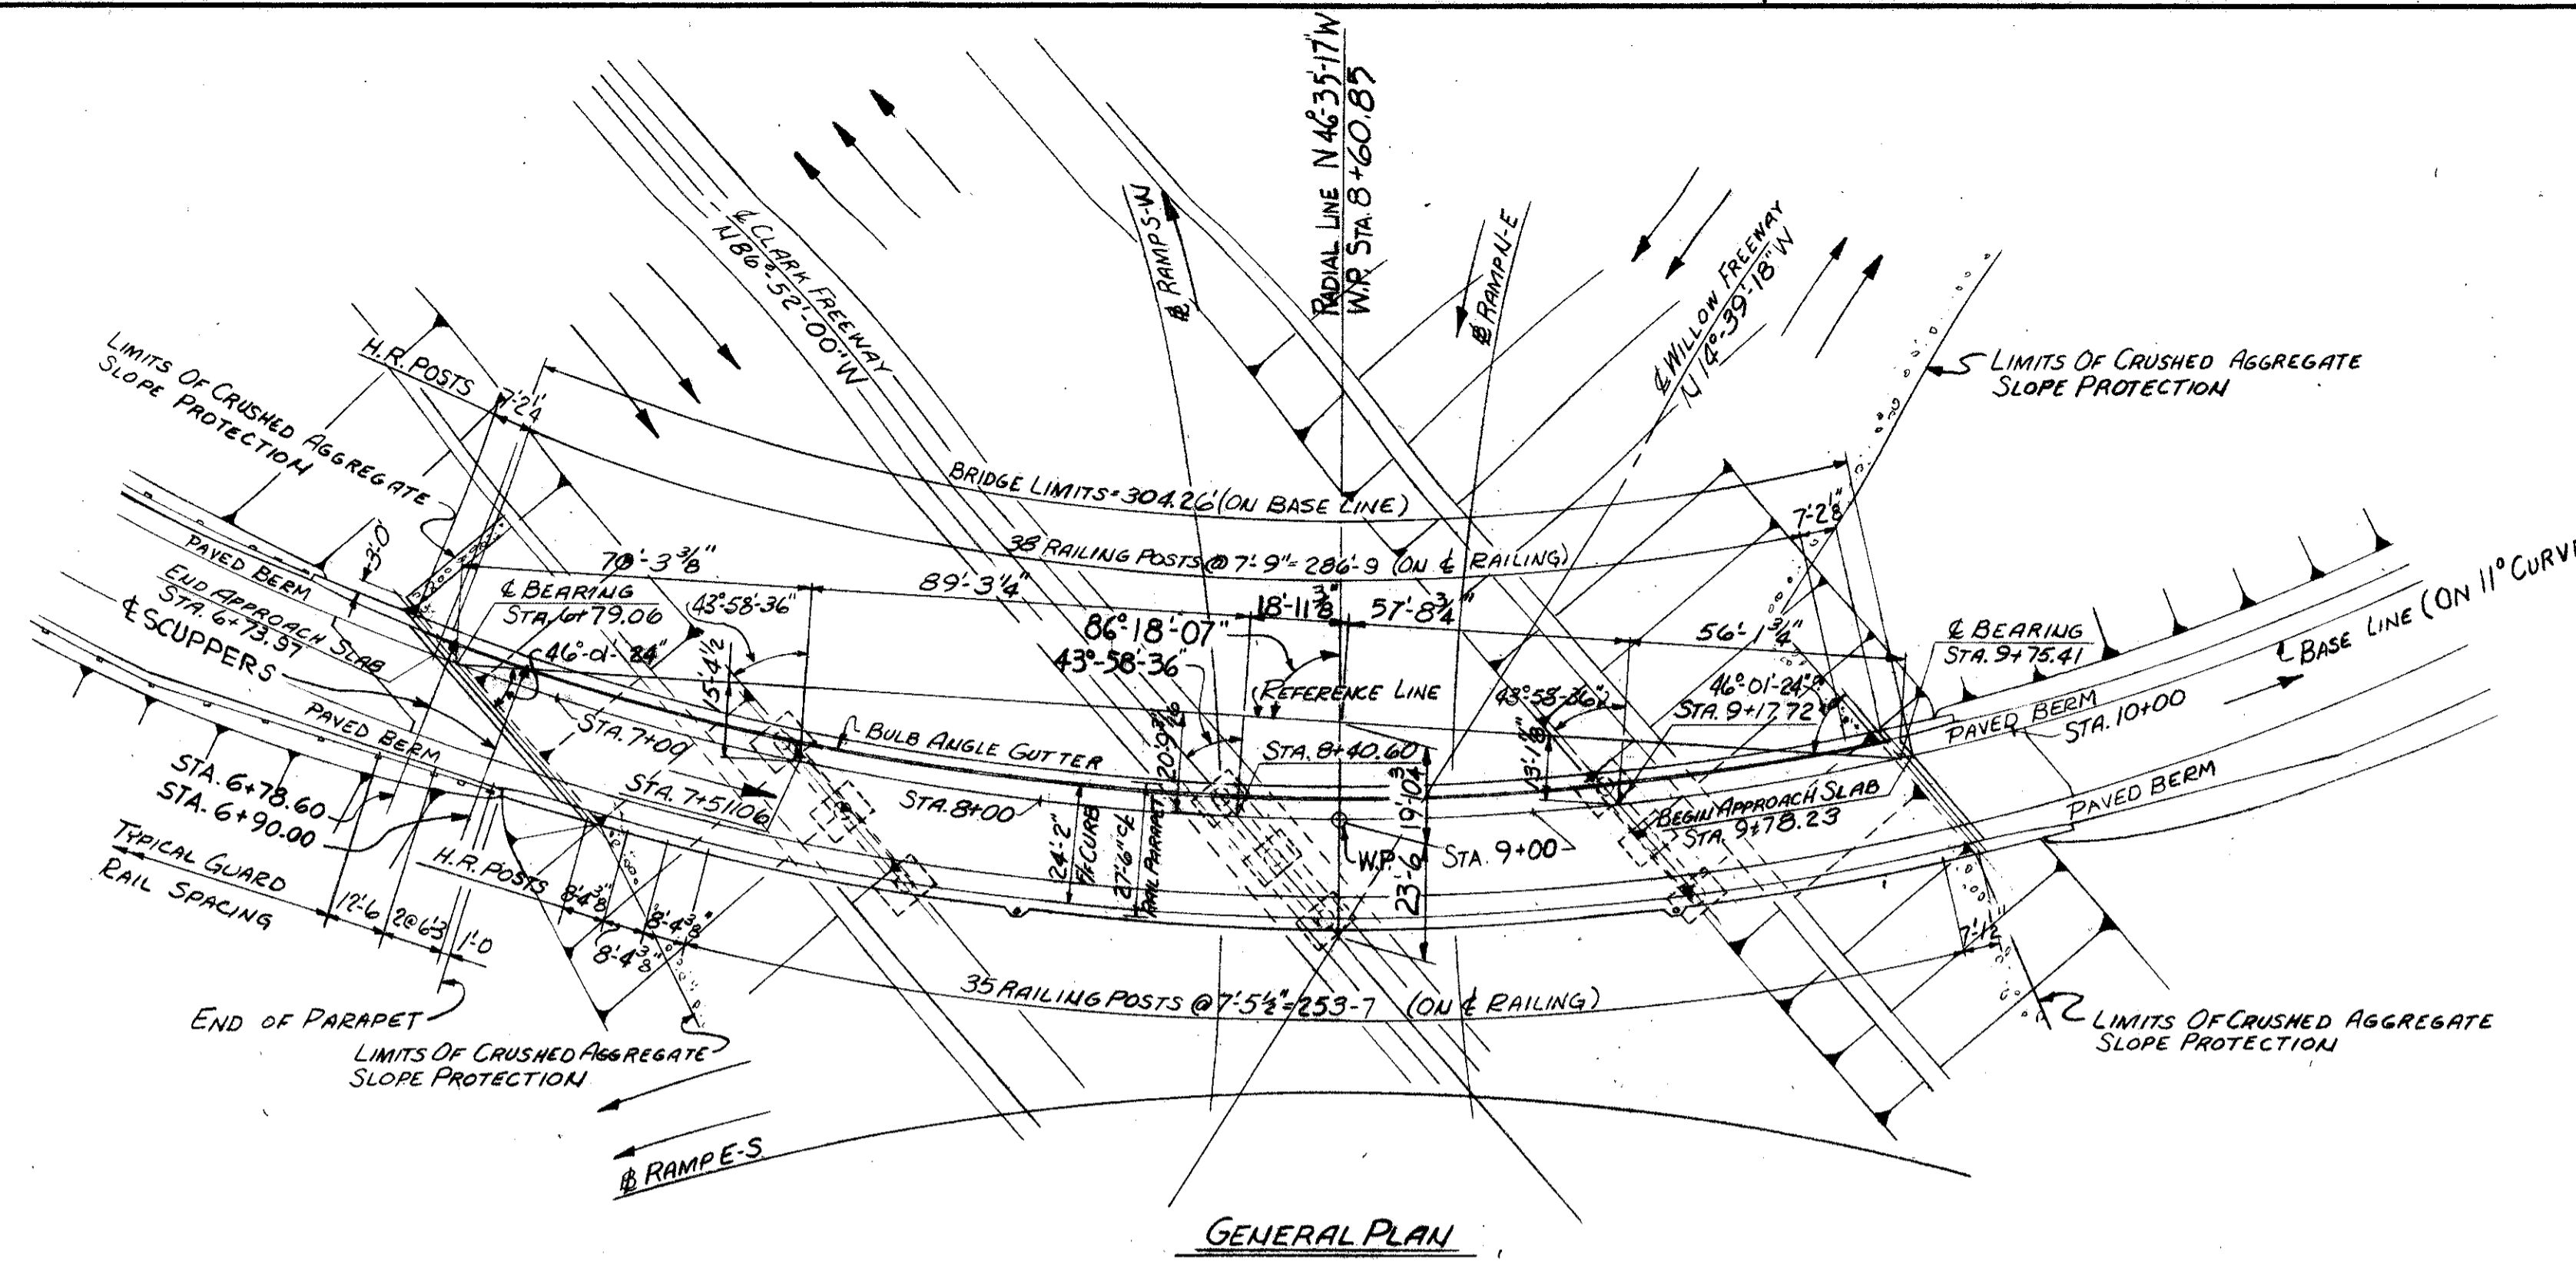 RADIAL LINE N 46°-35'-17"W
W.P. STA. 8+60.85
℄ CLARK FREEWAY
N86°-52'-00"W
℔ RAMP S-W
℔ RAMP N-E
℄ WILLOW FREEWAY
N 14°-39'-18"W
LIMITS OF CRUSHED AGGREGATE
SLOPE PROTECTION
H.R. POSTS
LIMITS OF CRUSHED AGGREGATE
SLOPE PROTECTION
BRIDGE LIMITS=304.26'(ON BASE LINE)
38 RAILING POSTS @ 7'-9"=286'-9 (ON ℄ RAILING)
7'-2⅛"
3'-0
PAVED BERM
END APPROACH SLAB
STA. 6+73.97
℄ SCUPPERS
70'-3⅜"
89'-3¼"
18'-11⅜"
57'-8¾"
56'-1¾"
℄ BEARING
STA. 6+79.06
43°-58'-36"
86°-18'-07"
43°-58'-36"
46°-01'-24"
15'-4½
REFERENCE LINE
43°-58'-36"
46°-01'-24"
STA. 9+17.72
℄ BEARING
STA. 9+75.41
BASE LINE (ON 11° CURVE
PAVED BERM
STA. 10+00
PAVED BERM
PAVED BERM
STA. 7+00
BULB ANGLE GUTTER
STA. 8+40.60
STA. 6+78.60
STA. 6+90.00
STA. 7+51.06
STA. 8+00
24'-2"
F/CURB
27'-6" c/c
RAIL PARAPET
19'-0¾
23'-6
W.P.
STA. 9+00
BEGIN APPROACH SLAB
STA. 9+78.23
TYPICAL GUARD
RAIL SPACING
12'-6
2@6'-3
1'-0
H.R. POSTS
8'-4⅜"
8'-4⅜"
8'-4⅜"
35 RAILING POSTS @ 7'-5½"=253-7 (ON ℄ RAILING)
END OF PARAPET
LIMITS OF CRUSHED AGGREGATE
SLOPE PROTECTION
LIMITS OF CRUSHED AGGREGATE
SLOPE PROTECTION
℔ RAMP E-S
GENERAL PLAN